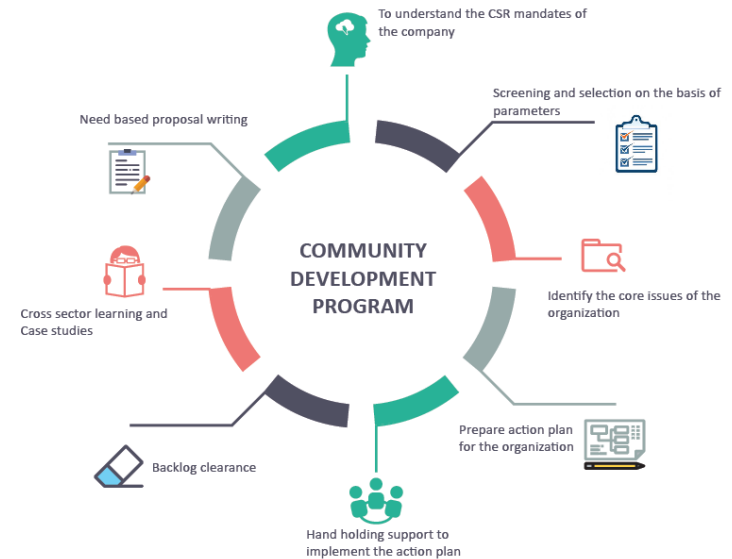 To understand the CSR mandates of
the company
Screening and selection on the basis of
parameters
Need based proposal writing
COMMUNITY
DEVELOPMENT
PROGRAM
Identify the core issues of the
organization
Cross sector learning and
Case studies
Prepare action plan
for the organization
Backlog clearance
Hand holding support to
implement the action plan